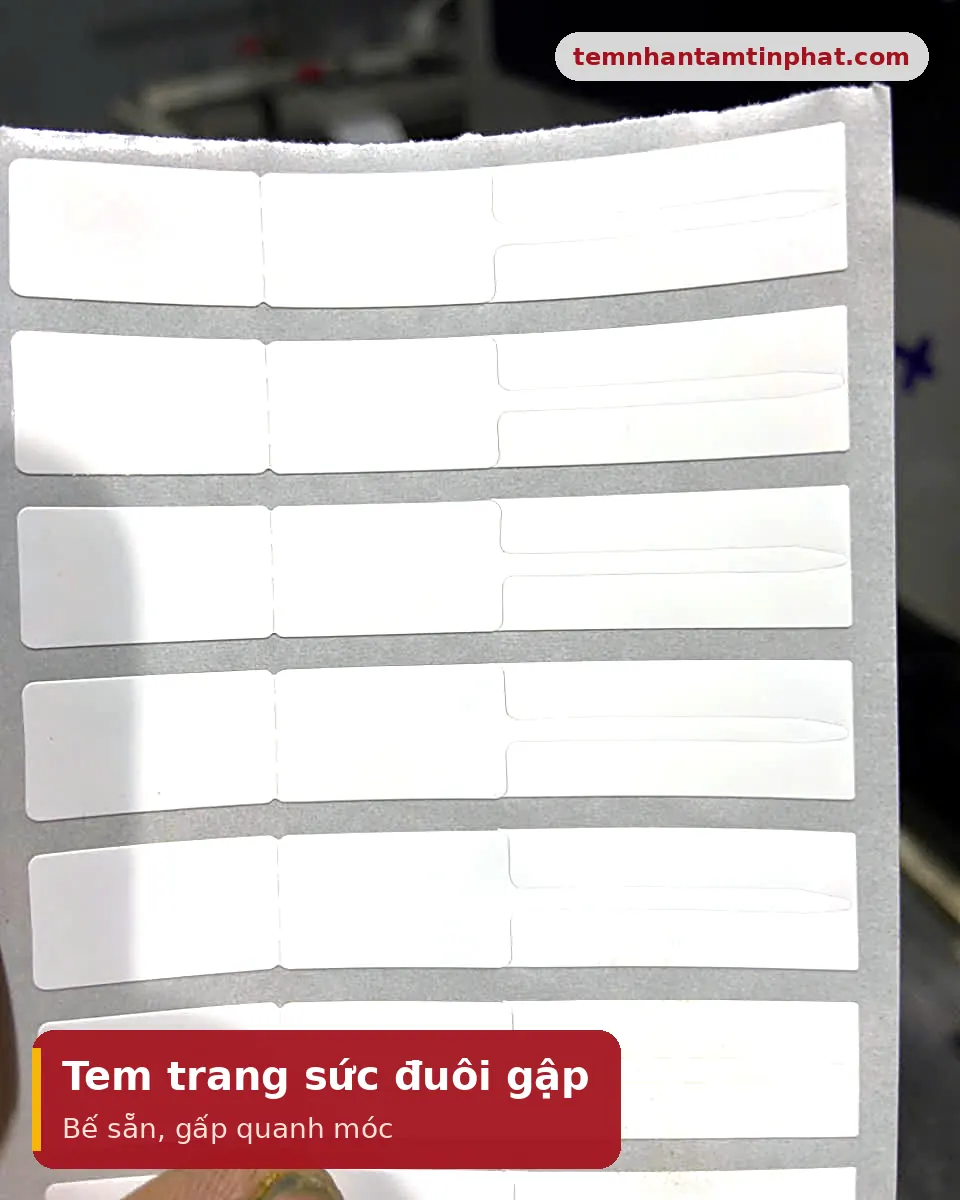 temnhantamtinphat.com
Tem trang sức đuôi gập
Bế sẵn, gấp quanh móc